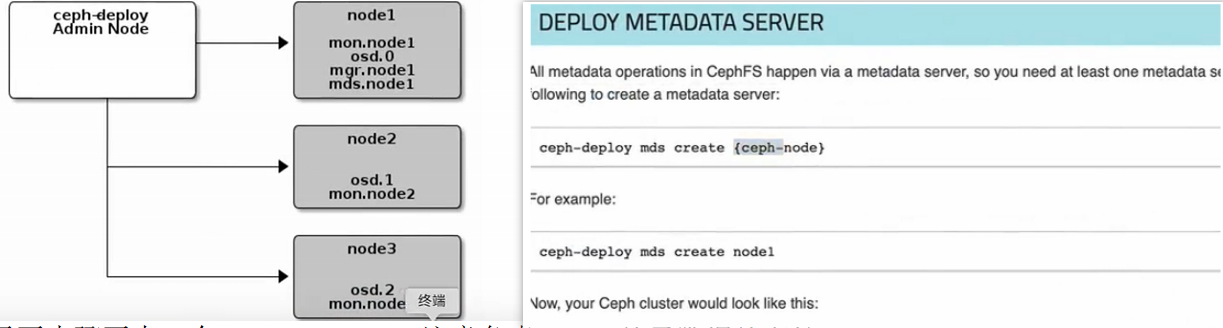 ceph-deploy
Admin Node
node1
mon.node1
osd.0
mgr.node1
mds.node1
node2
osd.1
mon.node2
node3
osd.2
mon.node
终端
DEPLOY METADATA SERVER
All metadata operations in CephFS happen via a metadata server, so you need at least one metadata
following to create a metadata server:
ceph-deploy mds create {ceph-node}
For example:
ceph-deploy mds create node1
Now, your Ceph cluster would look like this: